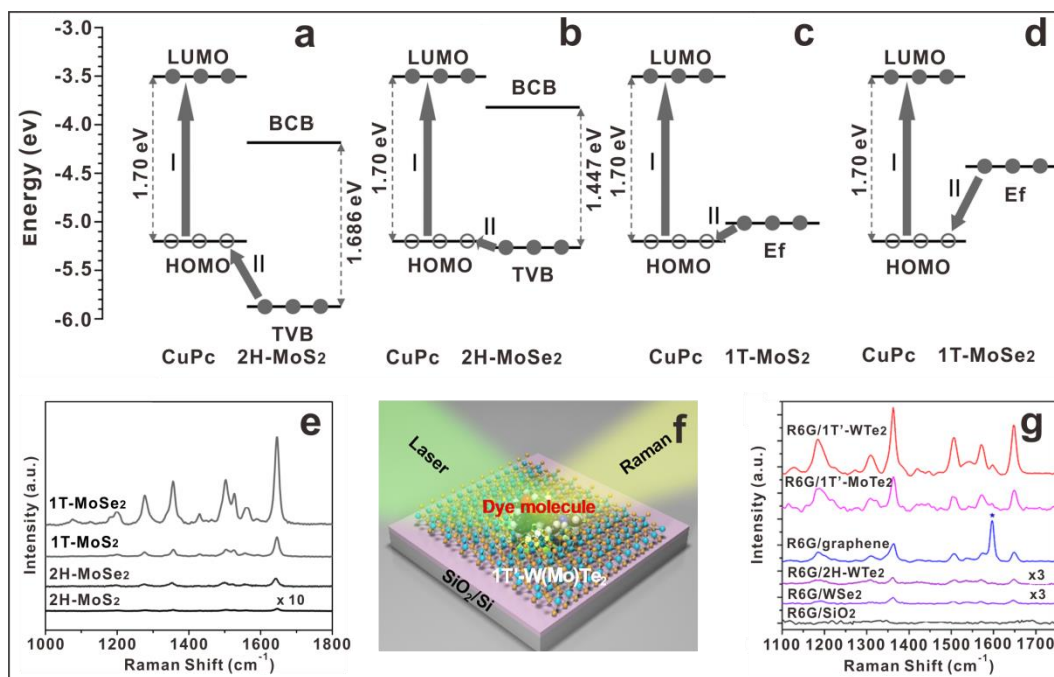 a
b
c
d
Energy (ev)
-3.0
-3.5
-4.0
-4.5
-5.0
-5.5
-6.0
LUMO
1.70 eV
I
HOMO
BCB
1.686 eV
II
TVB
CuPc 2H-MoS2
LUMO
1.70 eV
I
HOMO
BCB
1.447 eV
II
TVB
CuPc 2H-MoSe2
LUMO
1.70 eV
I
II
HOMO
Ef
CuPc 1T-MoS2
LUMO
1.70 eV
I
II
HOMO
Ef
CuPc 1T-MoSe2
e
Intensity (a.u.)
1T-MoSe2
1T-MoS2
2H-MoSe2
2H-MoS2
x 10
1000 1200 1400 1600 1800
Raman Shift (cm-1)
f
Laser
Raman
Dye molecule
1T'-W(Mo)Te2
SiO2/Si
g
Intensity (a.u.)
R6G/1T'-WTe2
R6G/1T'-MoTe2
R6G/graphene
*
R6G/2H-WTe2
x3
R6G/WSe2
x3
R6G/SiO2
1100 1200 1300 1400 1500 1600 1700
Raman Shift (cm-1)